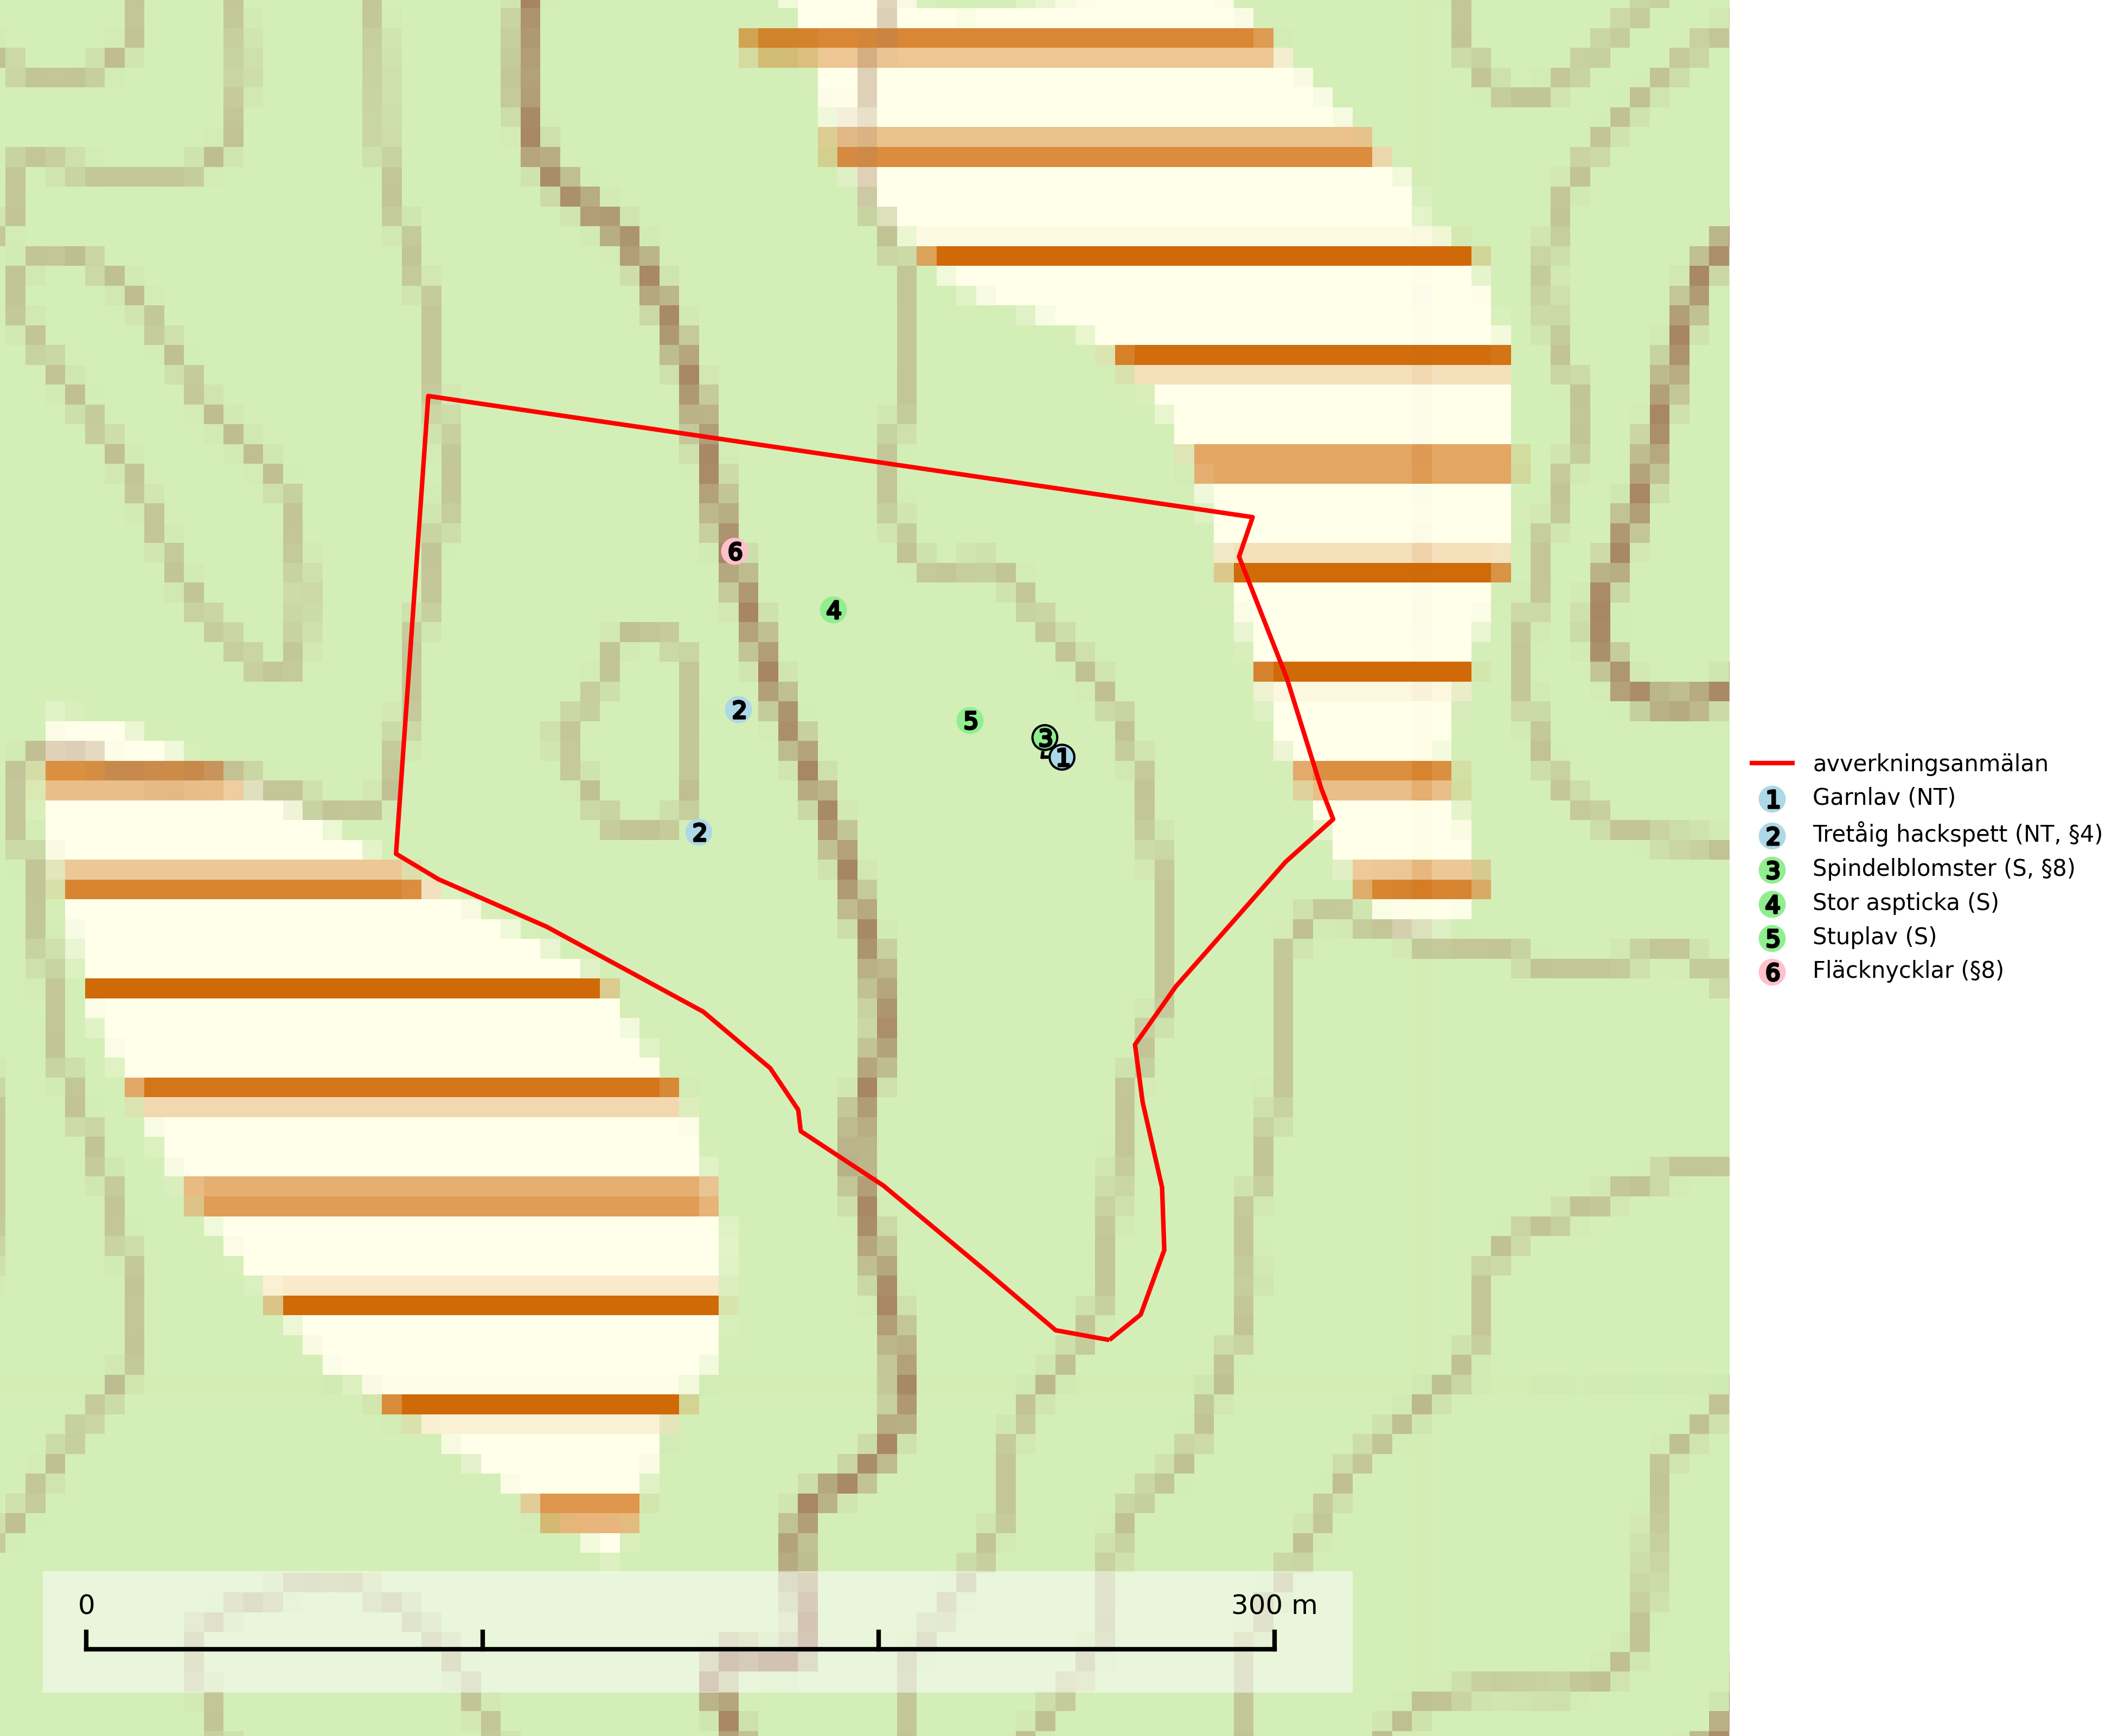 6
4
2
5
3
1
2
avverkningsanmälan
1 Garnlav (NT)
2 Tretåig hackspett (NT, §4)
3 Spindelblomster (S, §8)
4 Stor aspticka (S)
5 Stuplav (S)
6 Fläcknycklar (§8)
0 300 m